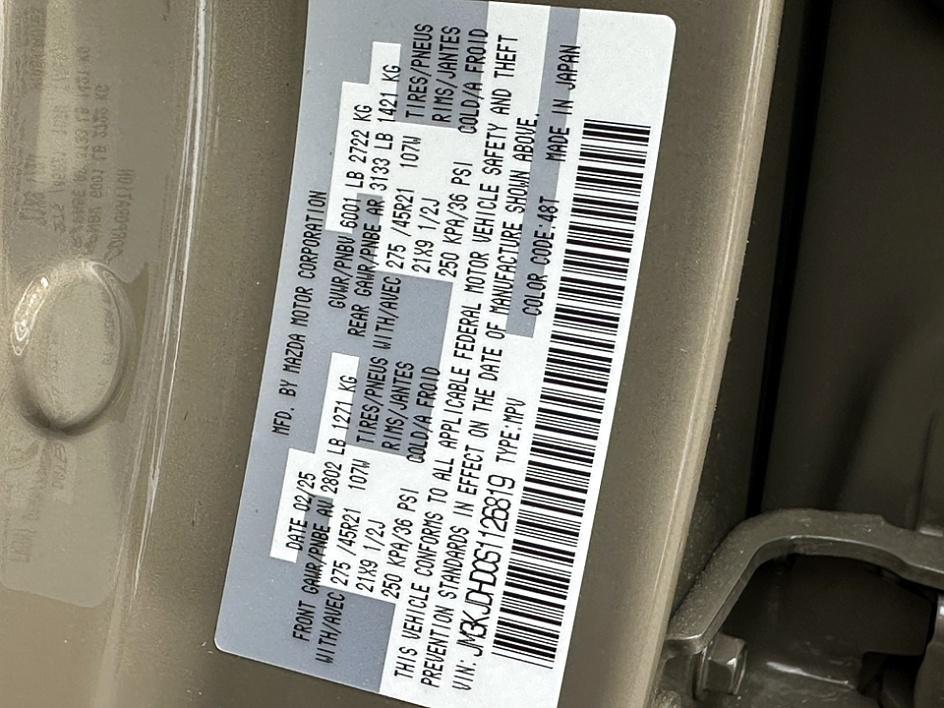 MFD. BY MAZDA MOTOR CORPORATION
DATE 02/25 GVWR/PNBV 6001 LB 2722 KG
FRONT GAWR/PNBE AV 2802 LB 1271 KG REAR GAWR/PNBE AR 3133 LB 1421 KG
WITH/AVEC 275 /45R21 107W TIRES/PNEUS WITH/AVEC 275 /45R21 107W TIRES/PNEUS
21X9 1/2J RIMS/JANTES 21X9 1/2J RIMS/JANTES
250 KPA/36 PSI COLD/A FROID 250 KPA/36 PSI COLD/A FROID
THIS VEHICLE CONFORMS TO ALL APPLICABLE FEDERAL MOTOR VEHICLE SAFETY AND THEFT
PREVENTION STANDARDS IN EFFECT ON THE DATE OF MANUFACTURE SHOWN ABOVE.
VIN: JM3KJDHD0S1126819 TYPE:MPV COLOR CODE:48T MADE IN JAPAN